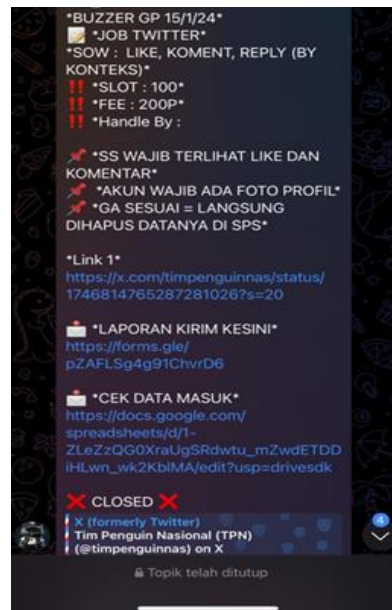 *BUZZER GP 15/1/24*
📝 *JOB TWITTER*
*SOW : LIKE, KOMENT, REPLY (BY
KONTEKS)*
‼️ *SLOT : 100*
‼️ *FEE : 200P*
‼️ *Handle By :
📌 *SS WAJIB TERLIHAT LIKE DAN
KOMENTAR*
📌 *AKUN WAJIB ADA FOTO PROFIL*
📌 *GA SESUAI = LANGSUNG
DIHAPUS DATANYA DI SPS*
*Link 1*
https://x.com/timpenguinnas/status/
1746814765287281026?s=20
📩 *LAPORAN KIRIM KESINI*
https://forms.gle/
pZAFLSg4g91ChvrD6
📩 *CEK DATA MASUK*
https://docs.google.com/
spreadsheets/d/1-
ZLeZzQG0XraUgSRdwtu_mZwdETDD
iHLwn_wk2KblMA/edit?usp=drivesdk
❌ CLOSED ❌
X (formerly Twitter)
Tim Penguin Nasional (TPN)
(@timpenguinnas) on X
4
Topik telah ditutup